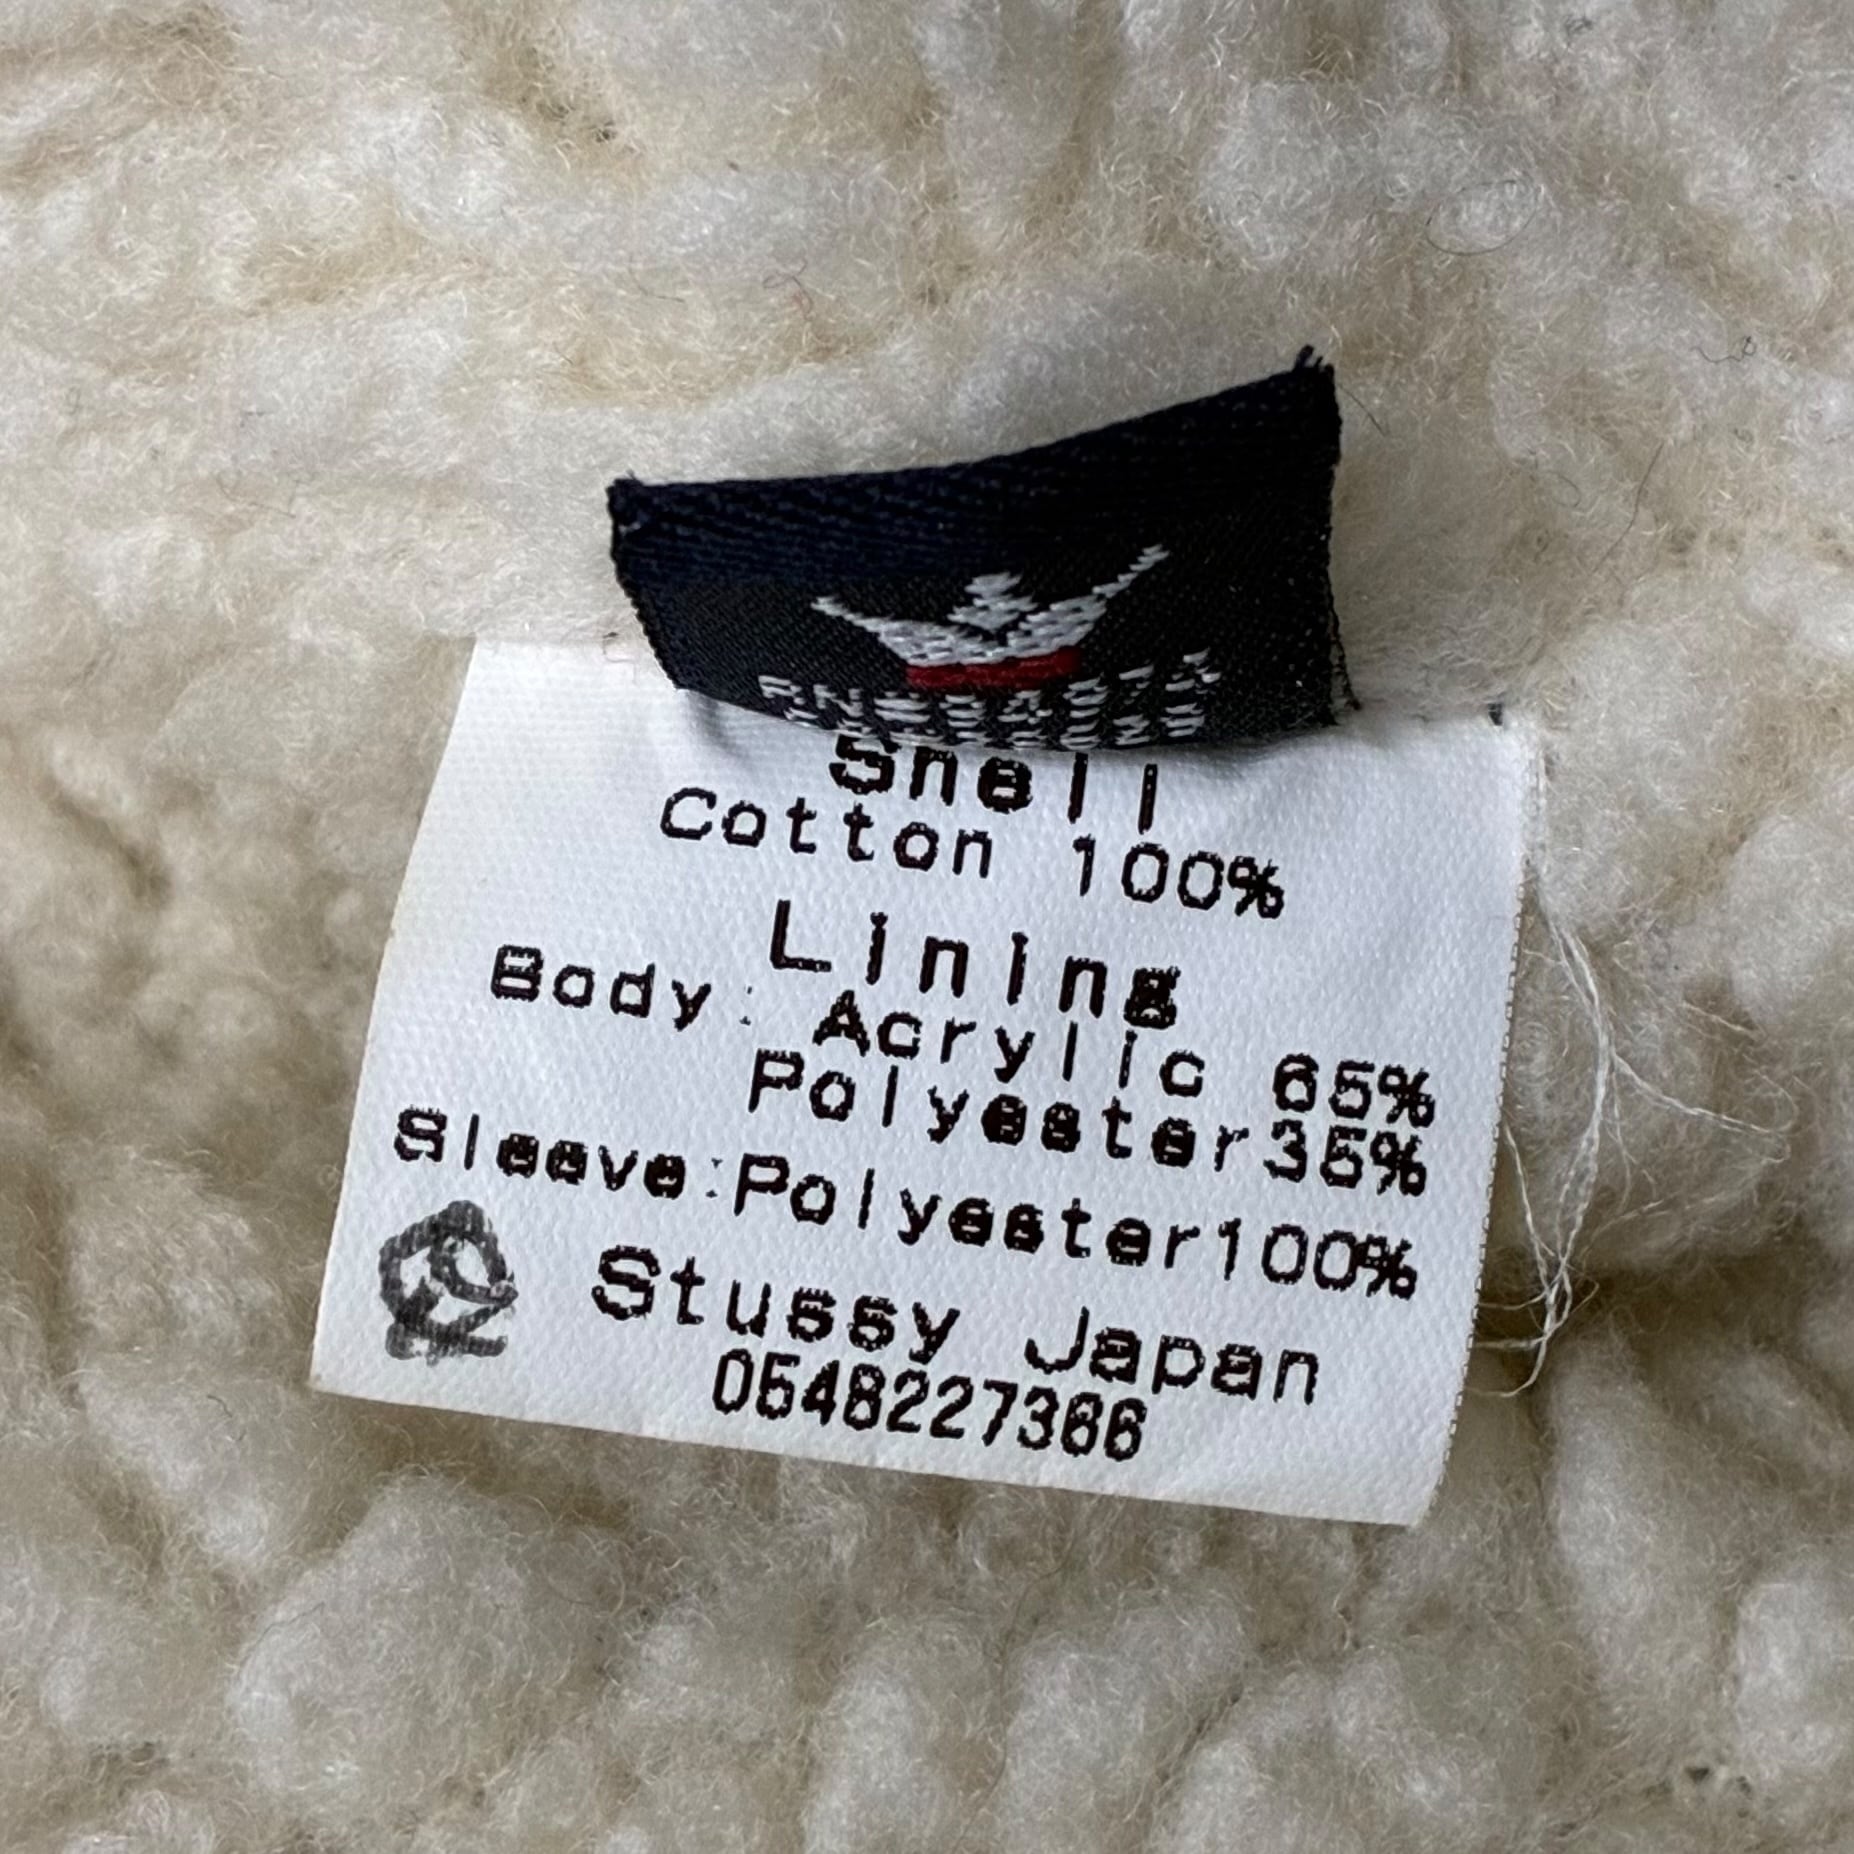 Shell
Cotton 100%
Lining
Body: Acrylic 65%
Polyester35%
Sleeve:Polyester100%
Stussy Japan
0548227366